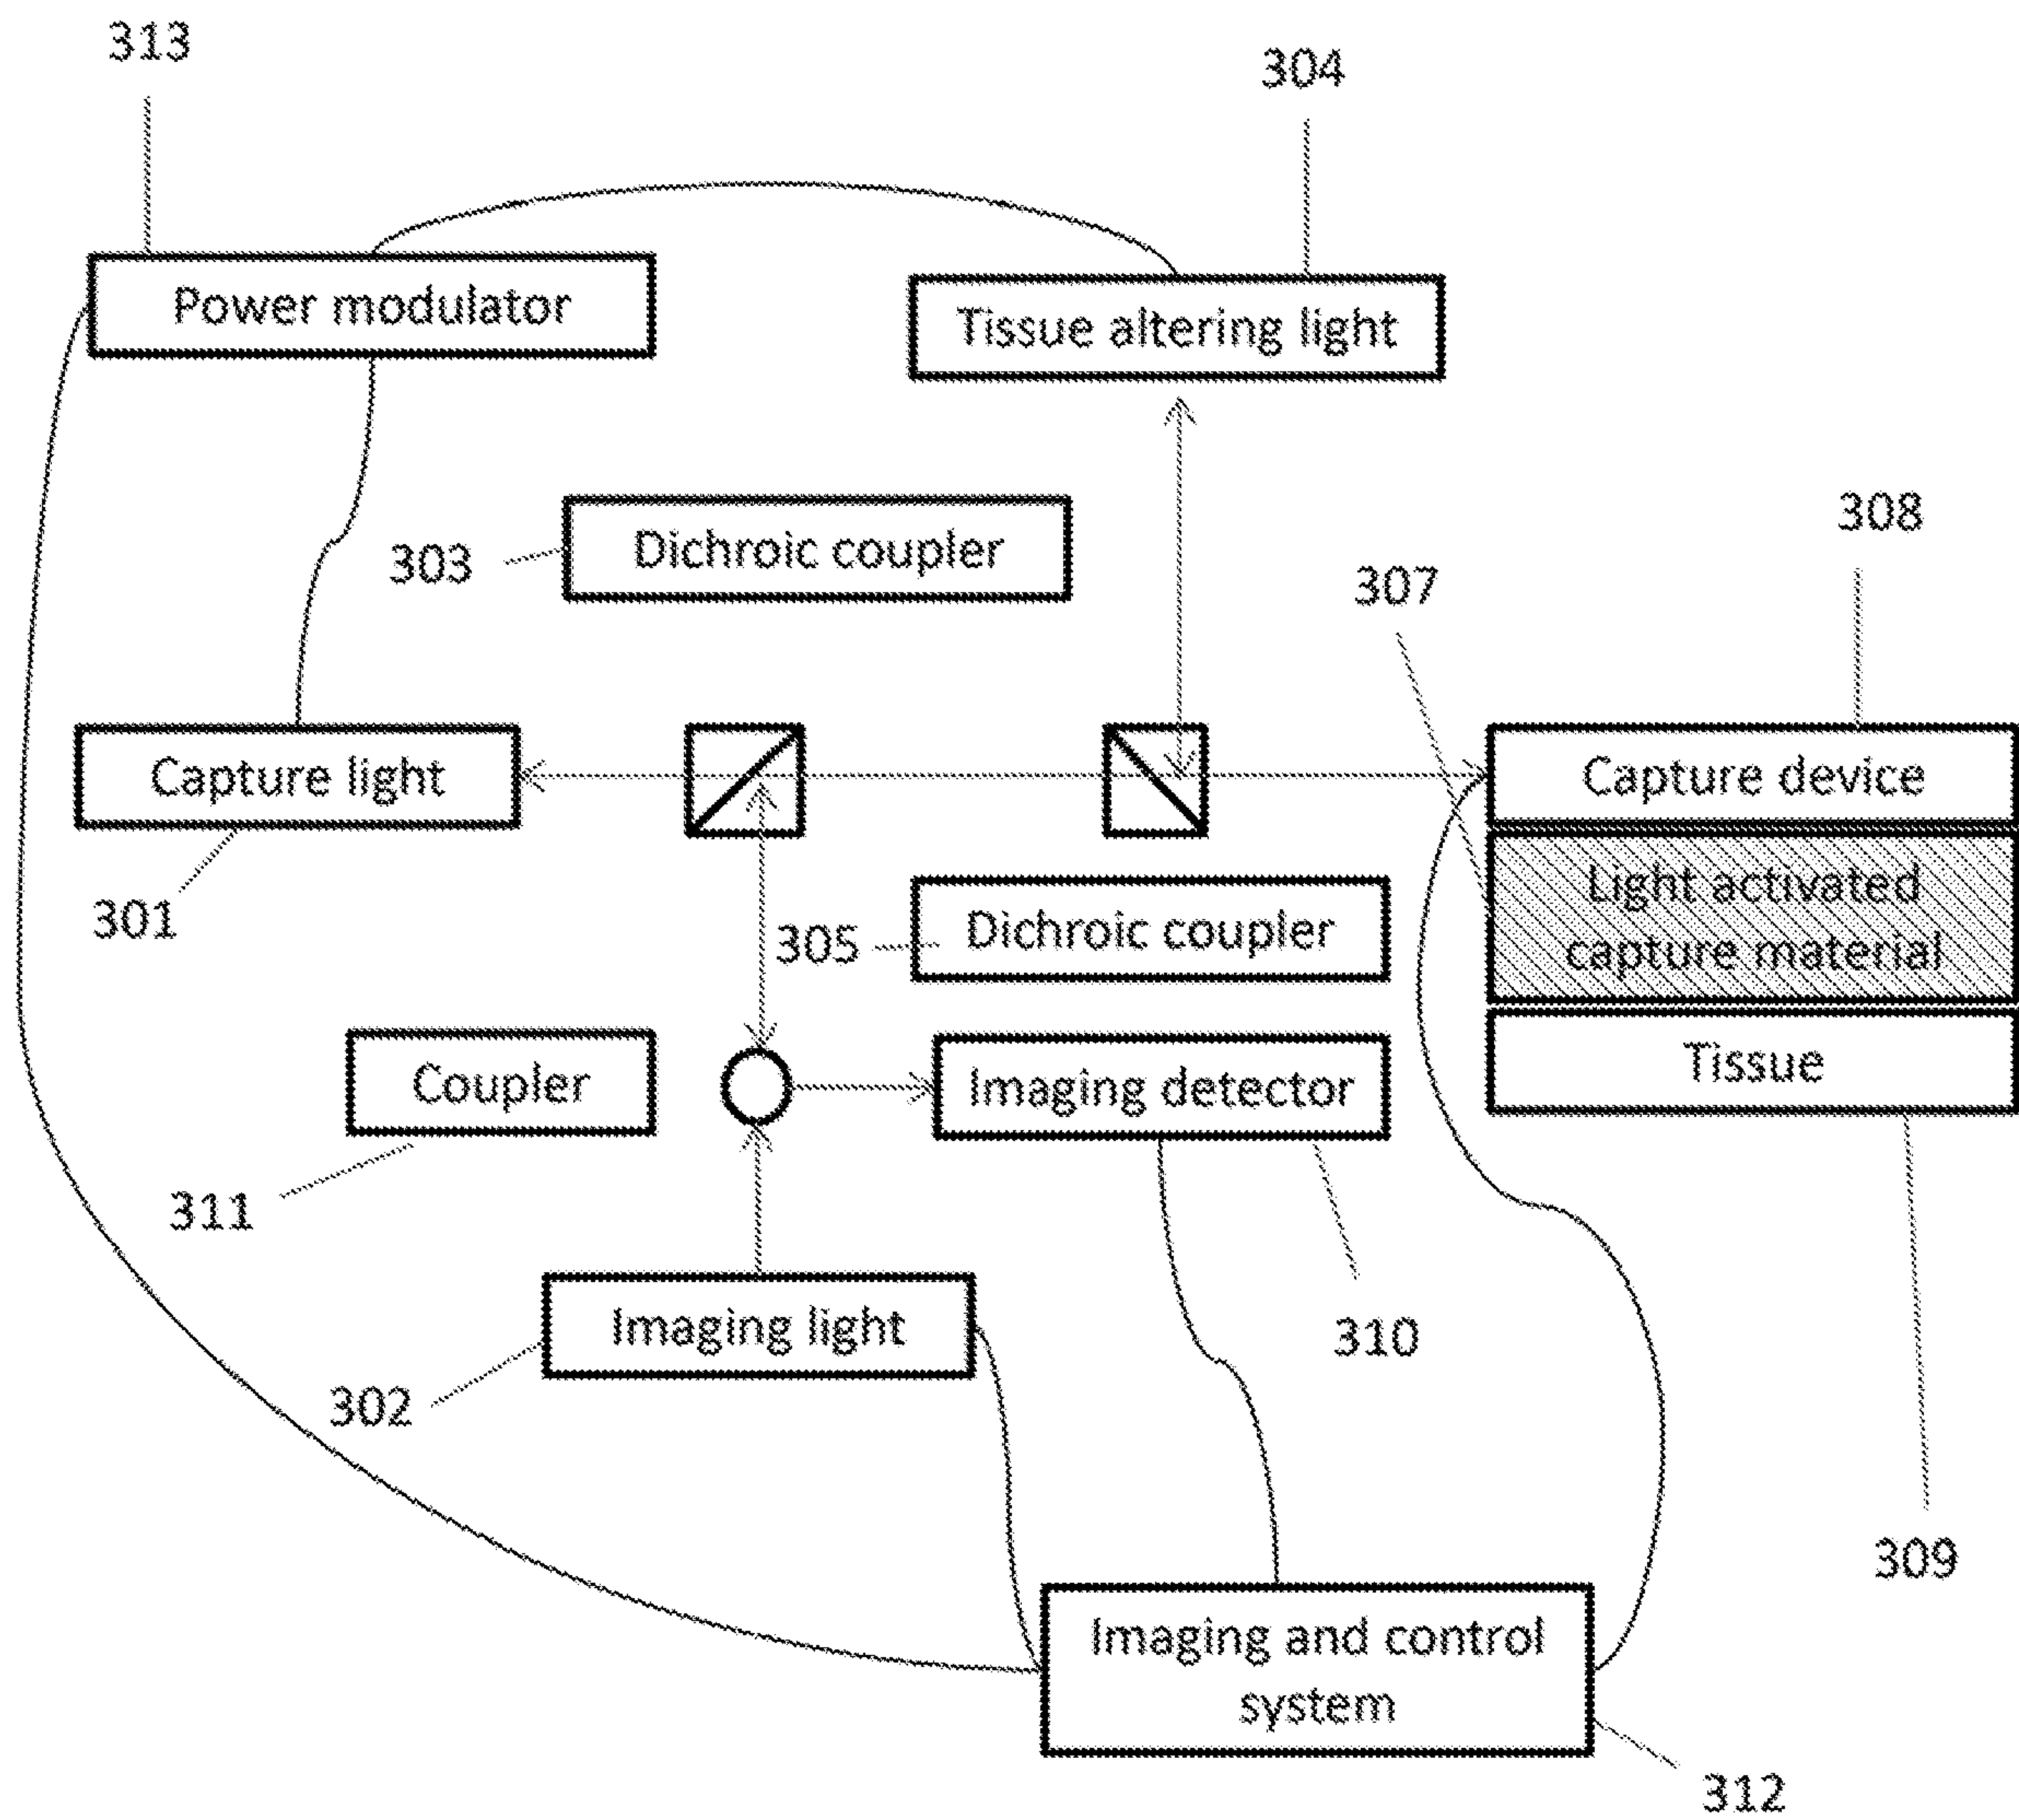 313
304
Power modulator
Tissue altering light
308
303
Dichroic coupler
307
Capture light
Capture device
Light activated
capture material
301
305
Dichroic coupler
Coupler
Imaging detector
Tissue
311
Imaging light
310
302
309
Imaging and control
system
312